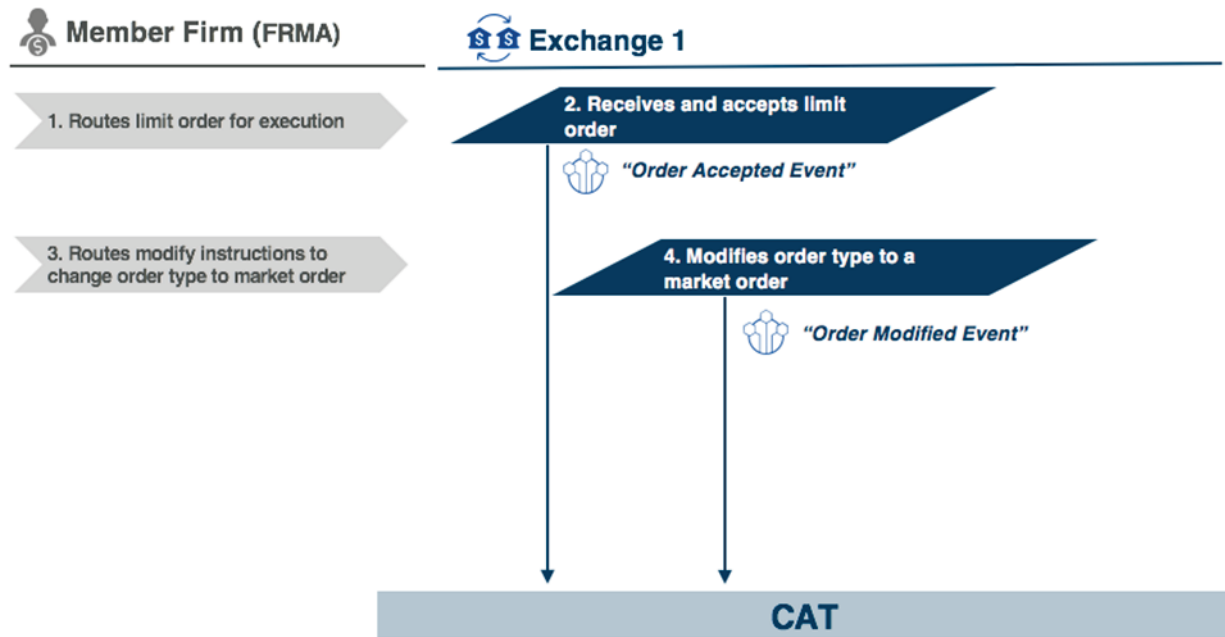 Member Firm (FRMA)
Exchange 1
1. Routes limit order for execution
2. Receives and accepts limit
order
“Order Accepted Event”
3. Routes modify instructions to
change order type to market order
4. Modifies order type to a
market order
“Order Modified Event”
CAT